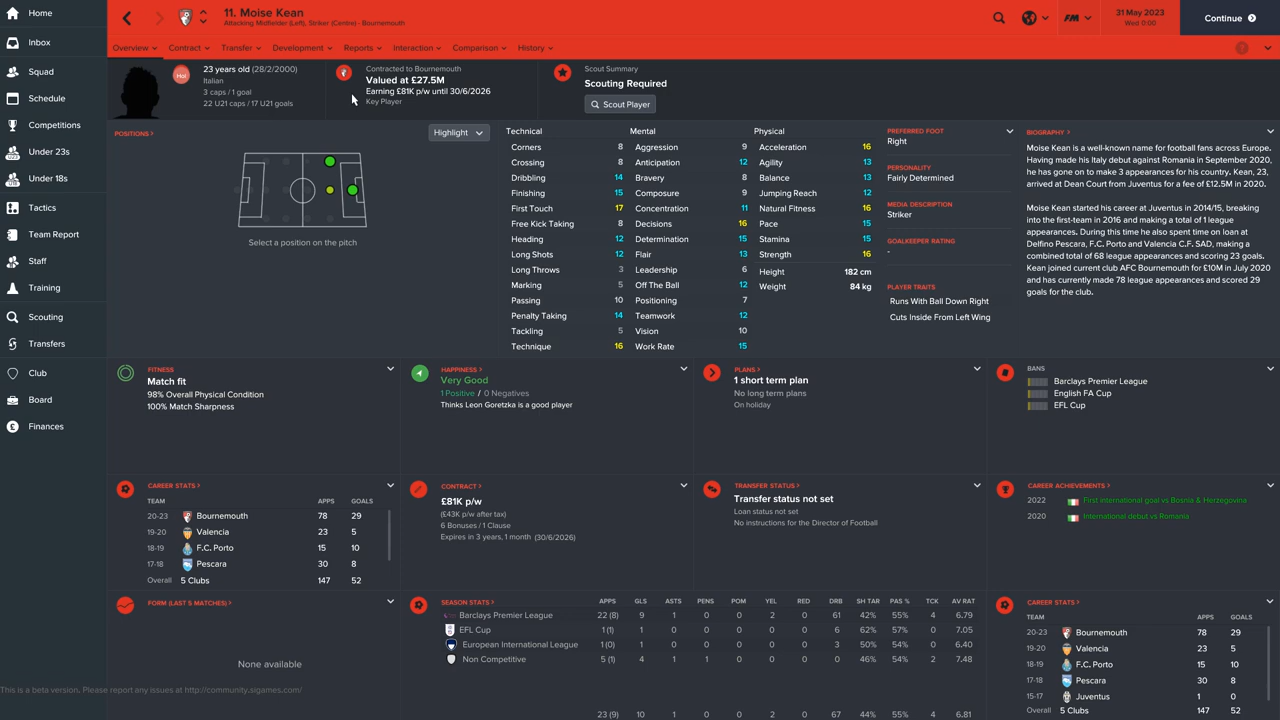 Home
Inbox
Squad
Schedule
Competitions
Under 23s
Under 18s
Tactics
Team Report
Staff
Training
Scouting
Transfers
Club
Board
Finances
11. Moise Kean
Attacking Midfielder (Left), Striker (Centre) - Bournemouth
FM
31 May 2023
Wed 0:00
Continue
Overview Contract Transfer Development Reports Interaction Comparison History
?
Hol
23 years old (28/2/2000)
Italian
3 caps / 1 goal
22 U21 caps / 17 U21 goals
Contracted to Bournemouth
Valued at £27.5M
Earning £81K p/w until 30/6/2026
Key Player
Scout Summary
Scouting Required
Scout Player
POSITIONS >
Highlight
Select a position on the pitch
Technical Mental Physical
Corners 8 Aggression 9 Acceleration 16
Crossing 8 Anticipation 12 Agility 13
Dribbling 14 Bravery 8 Balance 13
Finishing 15 Composure 9 Jumping Reach 12
First Touch 17 Concentration 11 Natural Fitness 16
Free Kick Taking 8 Decisions 16 Pace 15
Heading 12 Determination 15 Stamina 15
Long Shots 12 Flair 13 Strength 16
Long Throws 3 Leadership 6 Height 182 cm
Marking 5 Off The Ball 12 Weight 84 kg
Passing 10 Positioning 7
Penalty Taking 14 Teamwork 12
Tackling 5 Vision 10
Technique 16 Work Rate 15
PREFERRED FOOT
Right
PERSONALITY
Fairly Determined
MEDIA DESCRIPTION
Striker
GOALKEEPER RATING
-
PLAYER TRAITS
Runs With Ball Down Right
Cuts Inside From Left Wing
BIOGRAPHY >
Moise Kean is a well-known name for football fans across Europe.
Having made his Italy debut against Romania in September 2020,
he has gone on to make 3 appearances for his country. Kean, 23,
arrived at Dean Court from Juventus for a fee of £12.5M in 2020.
Moise Kean started his career at Juventus in 2014/15, breaking
into the first-team in 2016 and making a total of 1 league
appearances. During this time he also spent time on loan at
Delfino Pescara, F.C. Porto and Valencia C.F. SAD, making a
combined total of 68 league appearances and scoring 23 goals.
Kean joined current club AFC Bournemouth for £10M in July 2020
and has currently made 78 league appearances and scored 29
goals for the club.
FITNESS
Match fit
98% Overall Physical Condition
100% Match Sharpness
HAPPINESS >
Very Good
1 Positive / 0 Negatives
Thinks Leon Goretzka is a good player
PLANS >
1 short term plan
No long term plans
On holiday
BANS
Barclays Premier League
English FA Cup
EFL Cup
CAREER STATS >
TEAM APPS GOALS
20-23 Bournemouth 78 29
19-20 Valencia 23 5
18-19 F.C. Porto 15 10
17-18 Pescara 30 8
Overall 5 Clubs 147 52
CONTRACT >
£81K p/w
(£43K p/w after tax)
6 Bonuses / 1 Clause
Expires in 3 years, 1 month (30/6/2026)
TRANSFER STATUS >
Transfer status not set
Loan status not set
No instructions for the Director of Football
CAREER ACHIEVEMENTS >
2022 First international goal vs Bosnia & Herzegovina
2020 International debut vs Romania
FORM (LAST 5 MATCHES) >
None available
SEASON STATS > APPS GLS ASTS PENS POM YEL RED DRB SH TAR PAS % TCK AV RAT
Barclays Premier League 22 (8) 9 1 0 0 2 0 61 42% 55% 4 6.79
EFL Cup 1 (1) 1 0 0 0 0 0 6 62% 57% 0 7.05
European International League 1 (0) 1 0 0 0 0 0 3 50% 54% 0 6.40
Non Competitive 5 (1) 4 1 1 0 0 0 0 46% 54% 2 7.48
23 (9) 10 1 0 0 2 0 67 44% 55% 4 6.81
CAREER STATS >
TEAM APPS GOALS
20-23 Bournemouth 78 29
19-20 Valencia 23 5
18-19 F.C. Porto 15 10
17-18 Pescara 30 8
15-17 Juventus 1 0
Overall 5 Clubs 147 52
This is a beta version. Please report any issues at http://community.sigames.com/